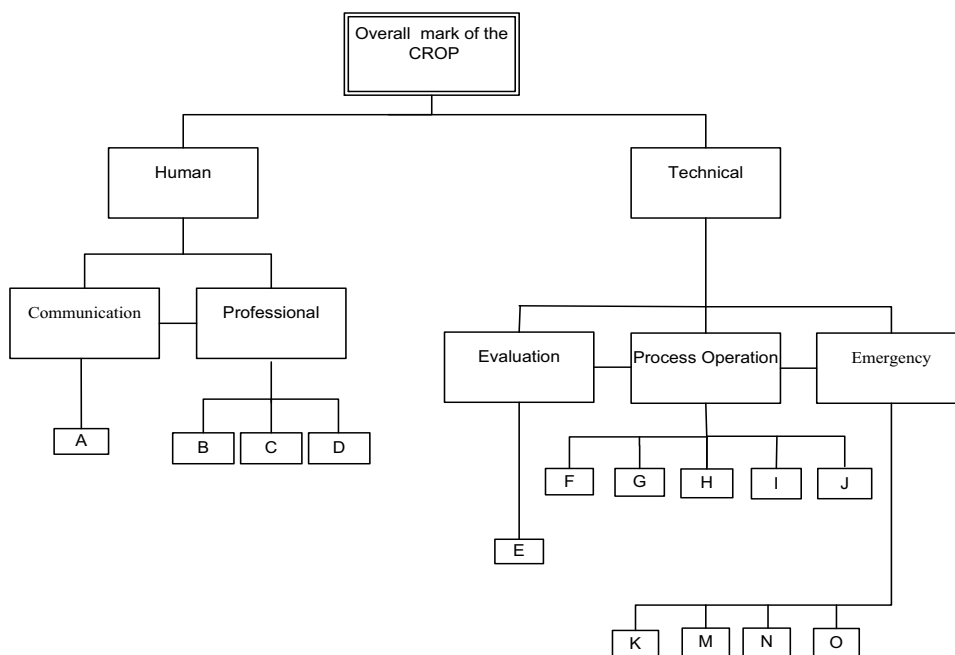 Overall mark of the
CROP
Human
Technical
Communication
Professional
Evaluation
Process Operation
Emergency
A
B
C
D
F
G
H
I
J
E
K
M
N
O